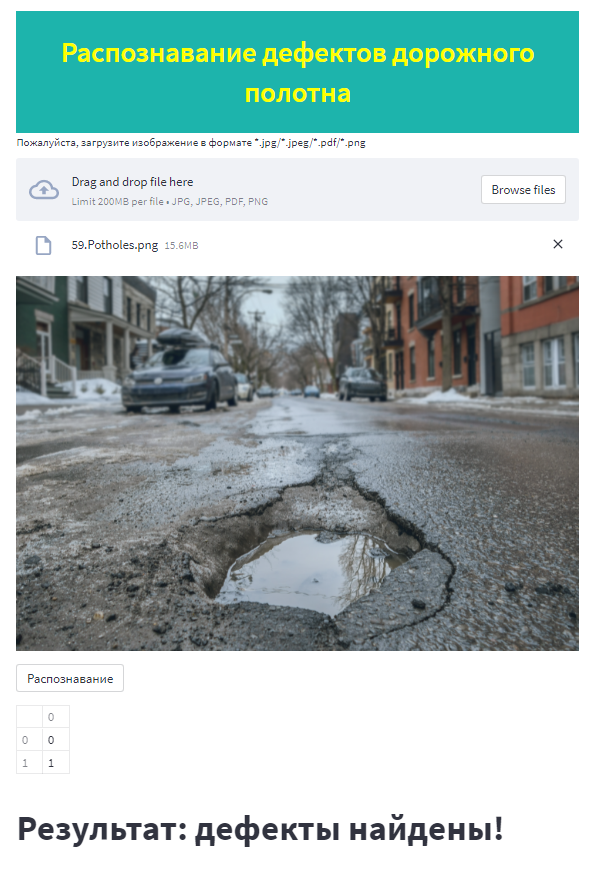 Распознавание дефектов дорожного
полотна
Пожалуйста, загрузите изображение в формате *.jpg/*.jpeg/*.pdf/*.png
Drag and drop file here
Limit 200MB per file • JPG, JPEG, PDF, PNG
Browse files
59.Potholes.png 15.6MB
Распознавание
0
0 0
1 1
Результат: дефекты найдены!